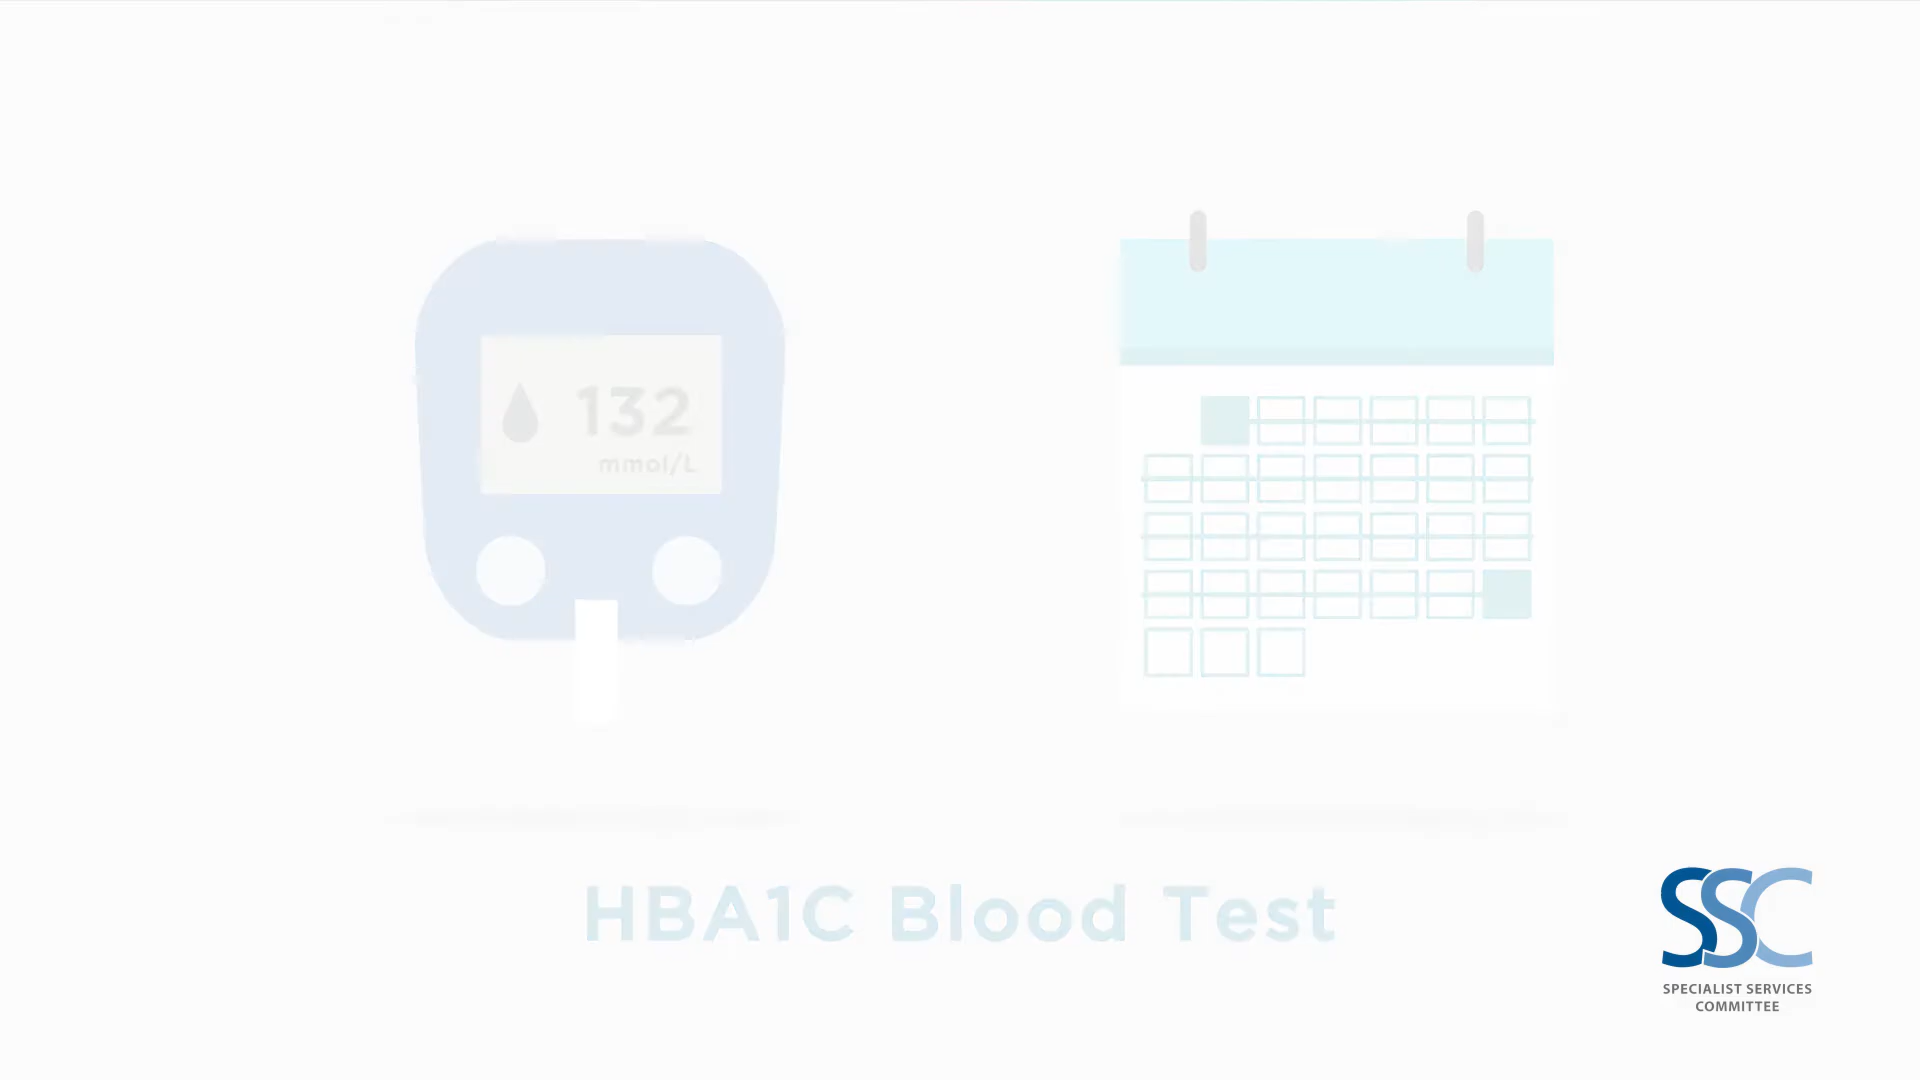 132
mmol/L
HBA1C Blood Test
SSC
SPECIALIST SERVICES
COMMITTEE